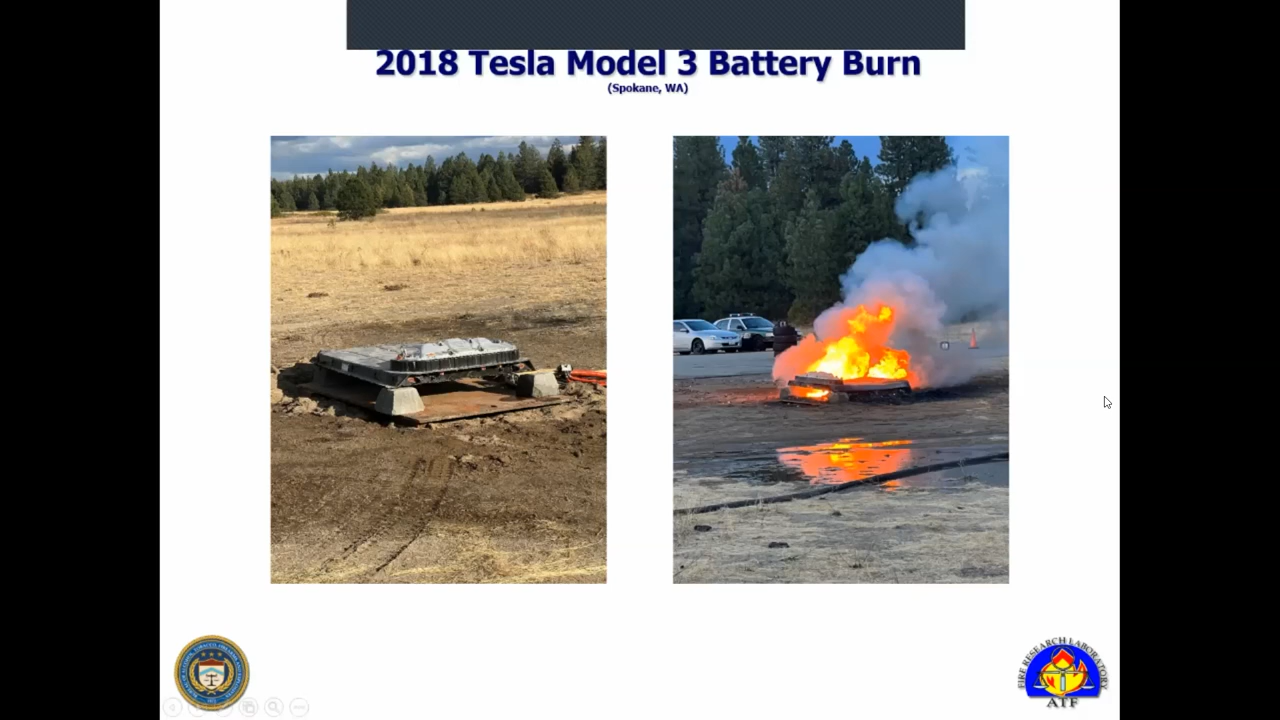 2018 Tesla Model 3 Battery Burn
(Spokane, WA)
FIRE RESEARCH LABORATORY
ATF